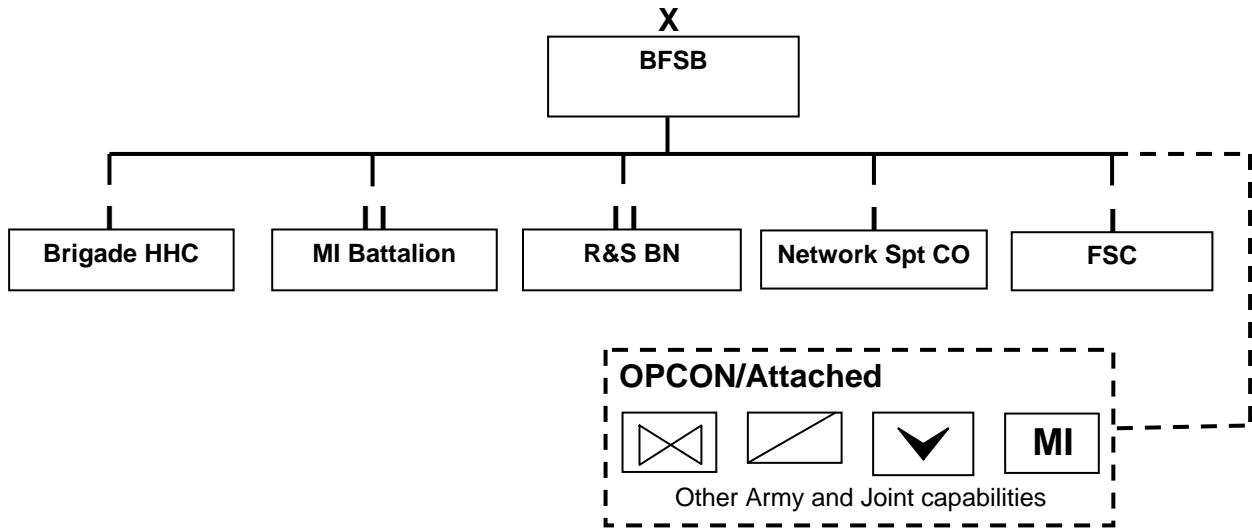 X
BFSB
Brigade HHC
MI Battalion
R&S BN
Network Spt CO
FSC
OPCON/Attached
MI
Other Army and Joint capabilities